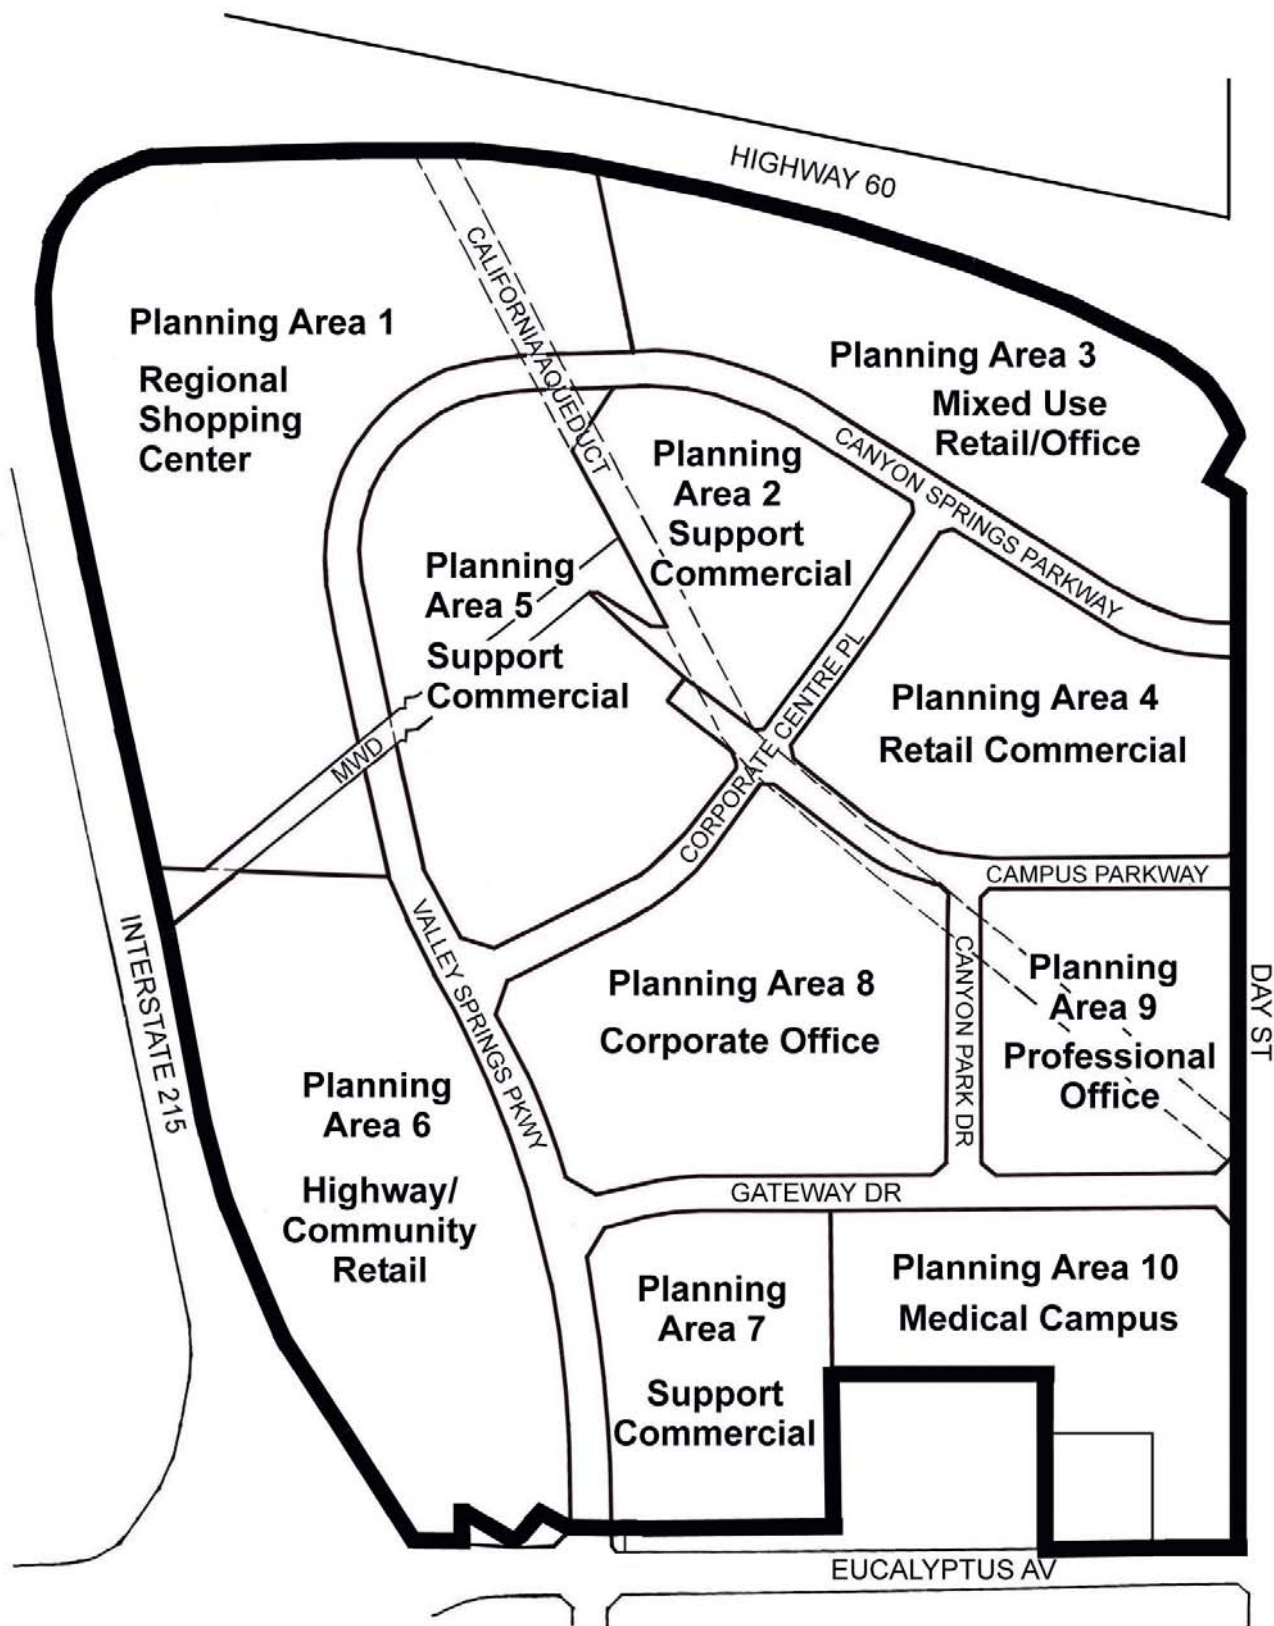 HIGHWAY 60
CALIFORNIA AQUEDUCT
Planning Area 1
Regional
Shopping
Center
Planning Area 3
Mixed Use
Retail/Office
CANYON SPRINGS PARKWAY
Planning
Area 2
Support
Commercial
Planning
Area 5
Support
Commercial
CORPORATE CENTRE PL
Planning Area 4
Retail Commercial
MWD
CAMPUS PARKWAY
INTERSTATE 215
VALLEY SPRINGS PKWY
Planning Area 8
Corporate Office
CANYON PARK DR
Planning
Area 9
Professional
Office
DAY ST
Planning
Area 6
Highway/
Community
Retail
GATEWAY DR
Planning
Area 7
Support
Commercial
Planning Area 10
Medical Campus
EUCALYPTUS AV